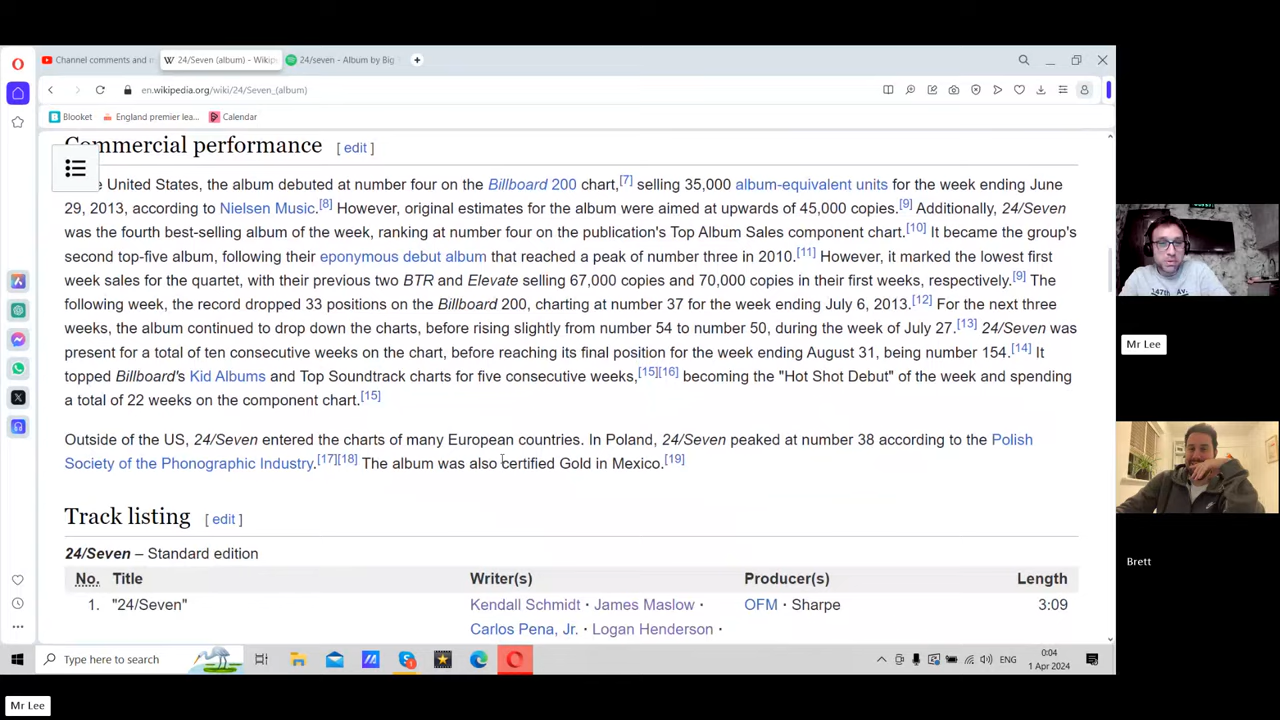 Channel comments and m
24/Seven (album) - Wikip
24/seven - Album by Big
en.wikipedia.org/wiki/24/Seven_(album)
Blooket
England premier lea...
Calendar
Commercial performance [ edit ]
United States, the album debuted at number four on the Billboard 200 chart,[7] selling 35,000 album-equivalent units for the week ending June
29, 2013, according to Nielsen Music.[8] However, original estimates for the album were aimed at upwards of 45,000 copies.[9] Additionally, 24/Seven
was the fourth best-selling album of the week, ranking at number four on the publication's Top Album Sales component chart.[10] It became the group's
second top-five album, following their eponymous debut album that reached a peak of number three in 2010.[11] However, it marked the lowest first
week sales for the quartet, with their previous two BTR and Elevate selling 67,000 copies and 70,000 copies in their first weeks, respectively.[9] The
following week, the record dropped 33 positions on the Billboard 200, charting at number 37 for the week ending July 6, 2013.[12] For the next three
weeks, the album continued to drop down the charts, before rising slightly from number 54 to number 50, during the week of July 27.[13] 24/Seven was
present for a total of ten consecutive weeks on the chart, before reaching its final position for the week ending August 31, being number 154.[14] It
topped Billboard's Kid Albums and Top Soundtrack charts for five consecutive weeks,[15][16] becoming the "Hot Shot Debut" of the week and spending
a total of 22 weeks on the component chart.[15]
Outside of the US, 24/Seven entered the charts of many European countries. In Poland, 24/Seven peaked at number 38 according to the Polish
Society of the Phonographic Industry.[17][18] The album was also certified Gold in Mexico.[19]
Track listing [ edit ]
24/Seven – Standard edition
No. Title Writer(s) Producer(s) Length
1. "24/Seven" Kendall Schmidt · James Maslow · OFM · Sharpe 3:09
Carlos Pena, Jr. · Logan Henderson ·
Type here to search
ENG
0:04
1 Apr 2024
147th Av.
Mr Lee
Brett
Mr Lee